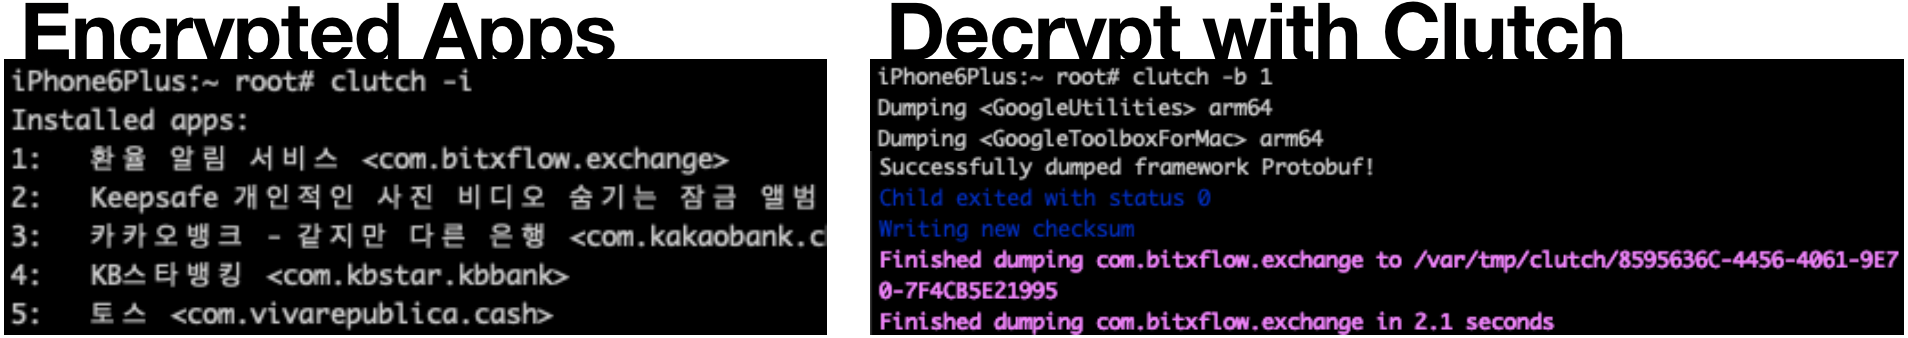 Encrypted Apps
iPhone6Plus:~ root# clutch -i
Installed apps:
1: 환율 알림 서비스 <com.bitxflow.exchange>
2: Keepsafe 개인적인 사진 비디오 숨기는 잠금 앨범
3: 카카오뱅크 - 같지만 다른 은행 <com.kakaobank.cl
4: KB스타뱅킹 <com.kbstar.kbbank>
5: 토스 <com.vivarepublica.cash>
Decrypt with Clutch
iPhone6Plus:~ root# clutch -b 1
Dumping <GoogleUtilities> arm64
Dumping <GoogleToolboxForMac> arm64
Successfully dumped framework Protobuf!
Child exited with status 0
Writing new checksum
Finished dumping com.bitxflow.exchange to /var/tmp/clutch/8595636C-4456-4061-9E7
0-7F4CB5E21995
Finished dumping com.bitxflow.exchange in 2.1 seconds